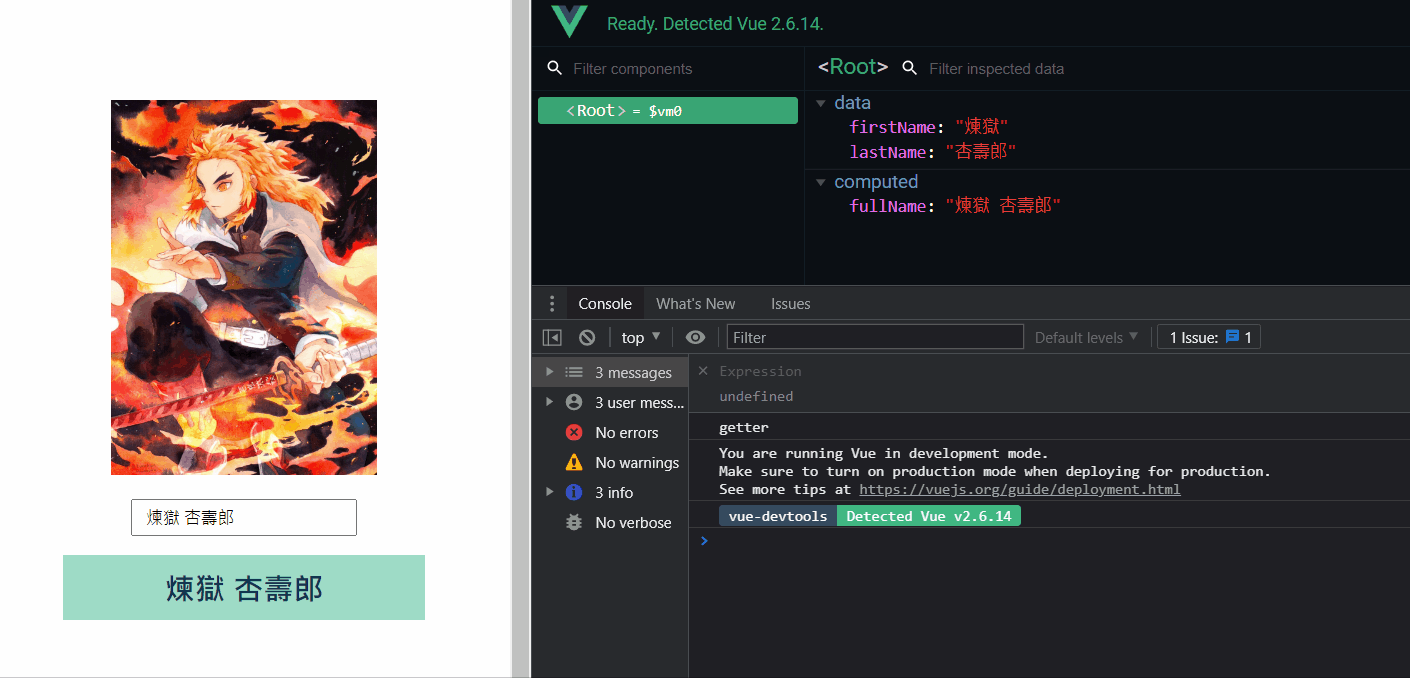 煉獄 杏壽郎
煉獄 杏壽郎
Ready. Detected Vue 2.6.14.
Filter components
<Root> = $vm0
<Root>
Filter inspected data
data
firstName: "煉獄"
lastName: "杏壽郎"
computed
fullName: "煉獄 杏壽郎"
Console
What's New
Issues
top
Filter
Default levels
1 Issue:
1
3 messages
3 user mess...
No errors
No warnings
3 info
No verbose
Expression
undefined
getter
You are running Vue in development mode.
Make sure to turn on production mode when deploying for production.
See more tips at https://vuejs.org/guide/deployment.html
vue-devtools Detected Vue v2.6.14